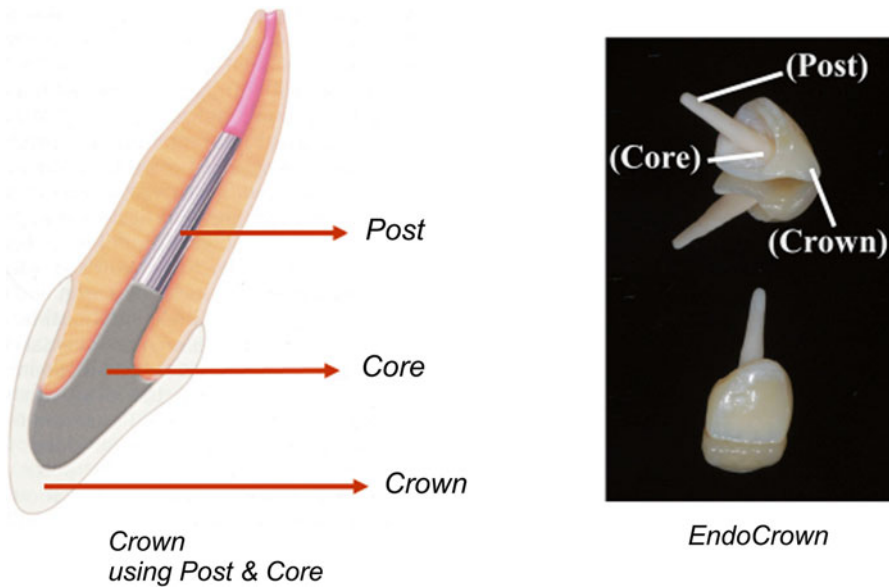 Post
Core
Crown
Crown
using Post & Core
(Post)
(Core)
(Crown)
EndoCrown